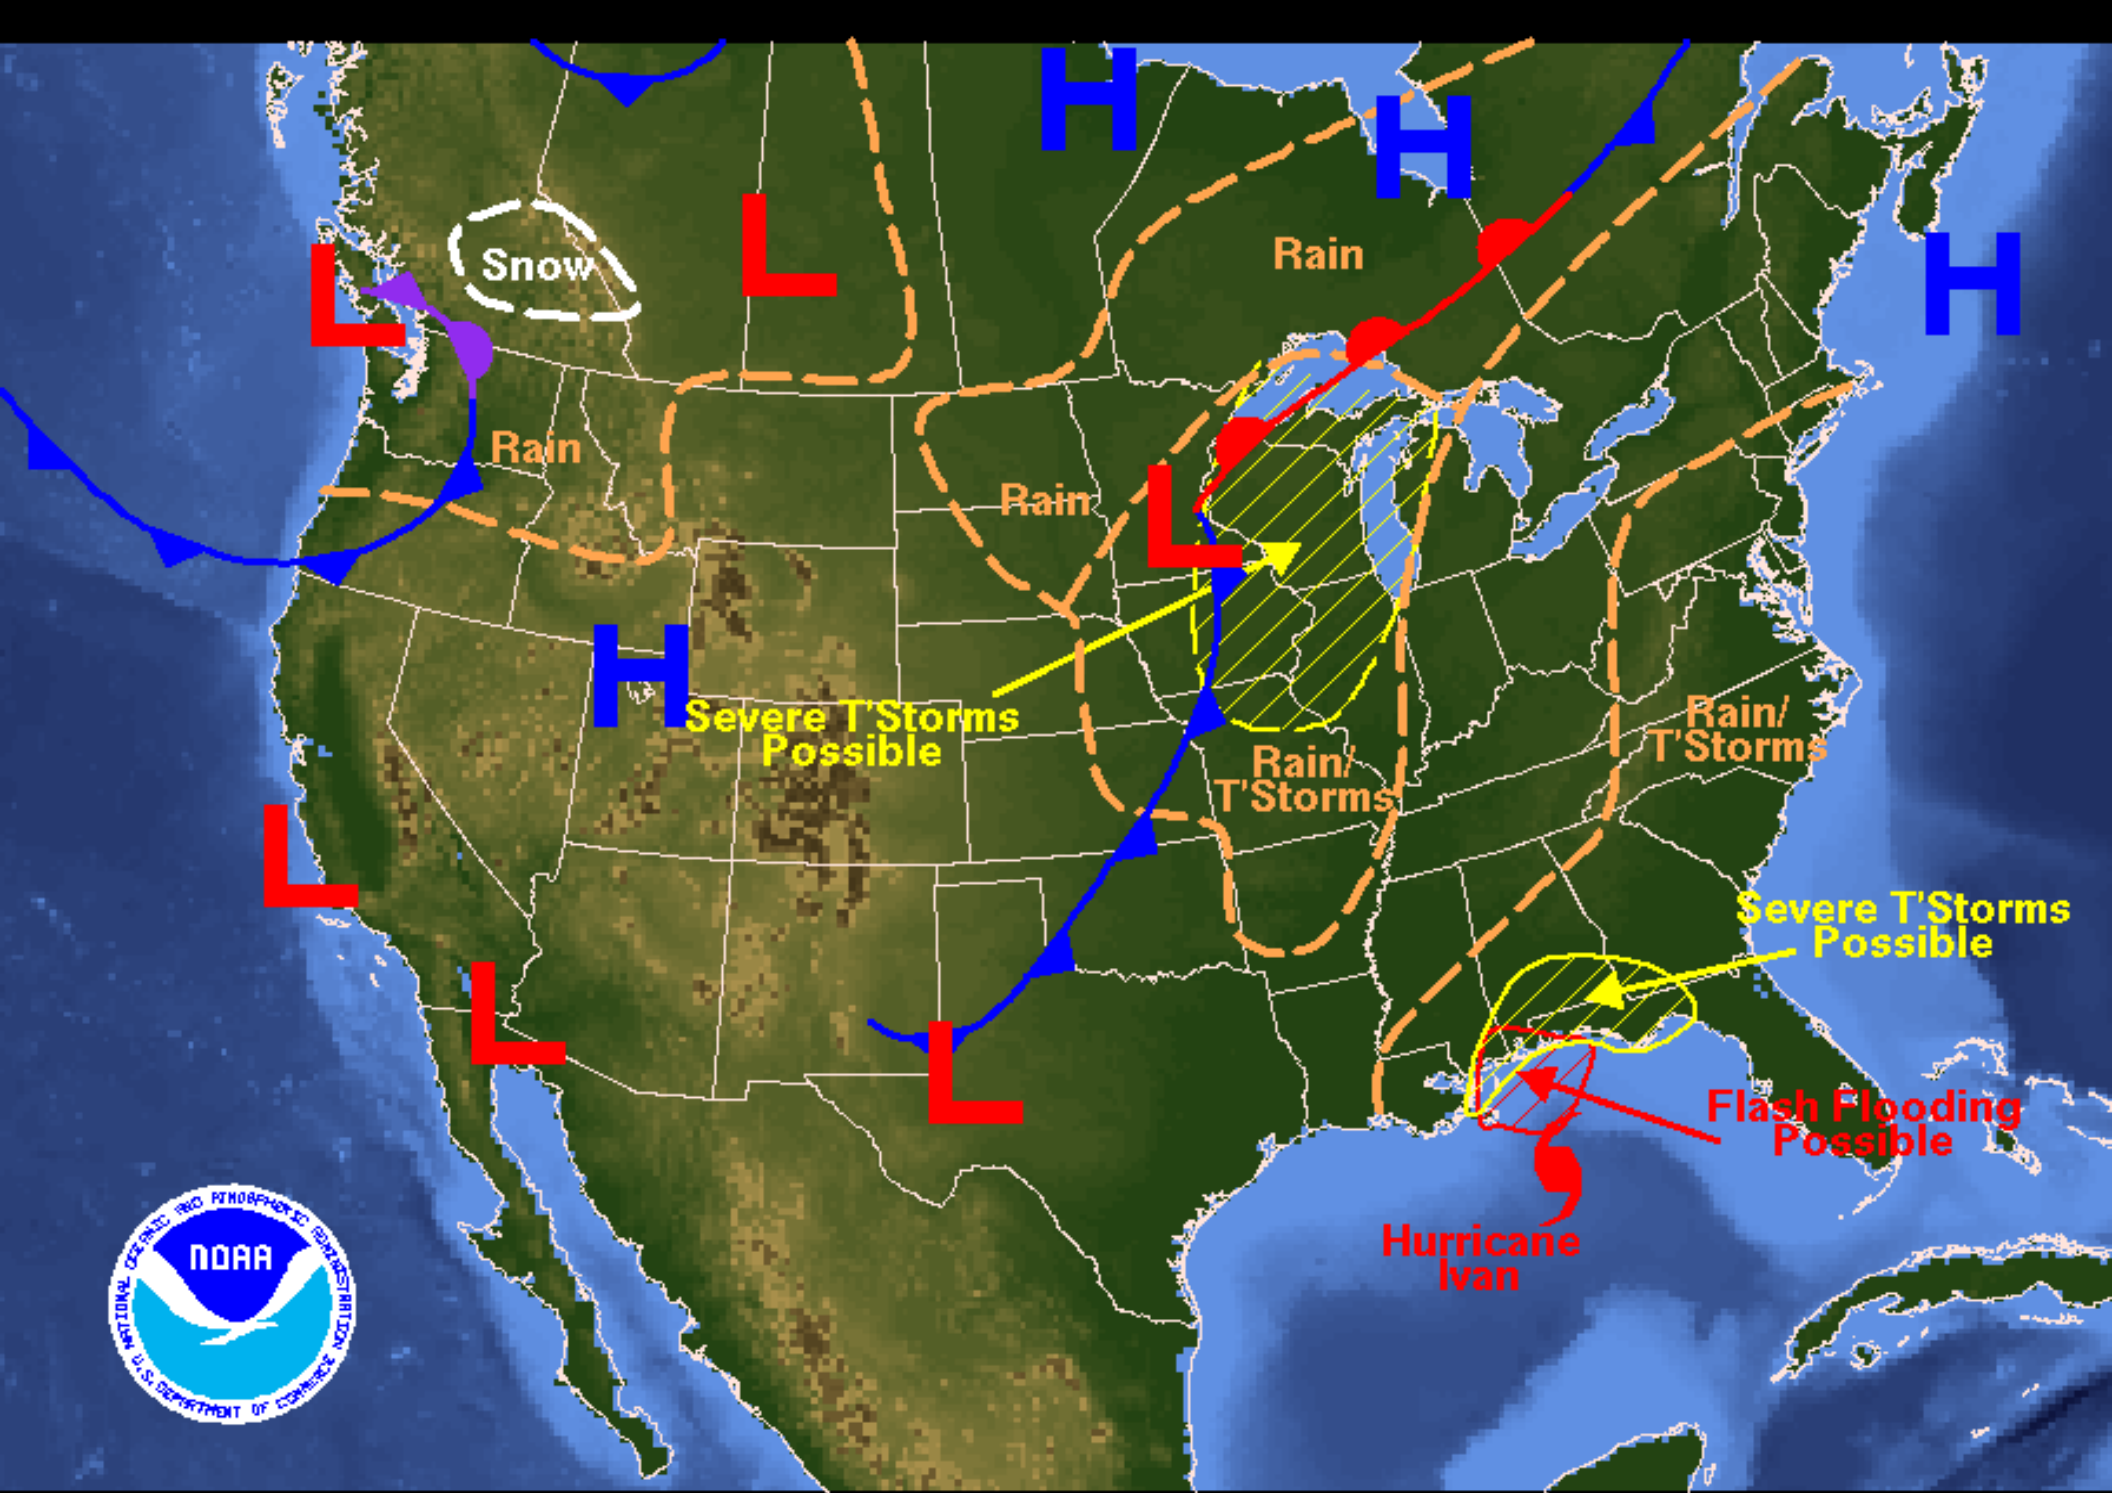 H
H
Rain
Snow
L
L
H
Rain
Rain
L
H
Severe T'Storms
Possible
Rain/
T'Storms
Rain/
T'Storms
L
Severe T'Storms
Possible
L
L
Flash Flooding
Possible
Hurricane
Ivan
NOAA
NATIONAL OCEANIC AND ATMOSPHERIC ADMINISTRATION
U.S. DEPARTMENT OF COMMERCE